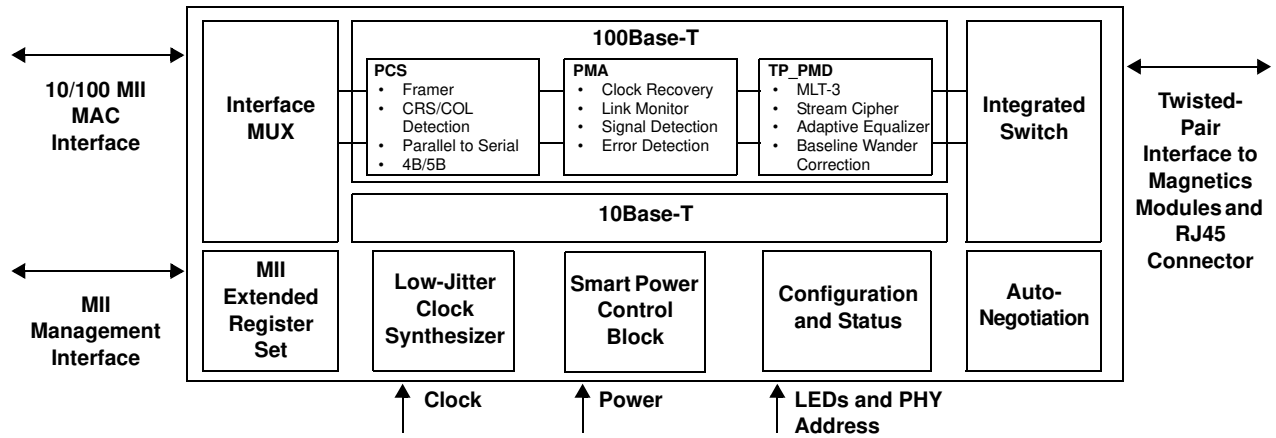 10/100 MII
MAC
Interface
MII
Management
Interface
Interface
MUX
100Base-T
PCS
• Framer
• CRS/COL
Detection
• Parallel to Serial
• 4B/5B
PMA
• Clock Recovery
• Link Monitor
• Signal Detection
• Error Detection
TP_PMD
• MLT-3
• Stream Cipher
• Adaptive Equalizer
• Baseline Wander
Correction
10Base-T
Integrated
Switch
MII
Extended
Register
Set
Low-Jitter
Clock
Synthesizer
Smart Power
Control
Block
Configuration
and Status
Auto-
Negotiation
Twisted-
Pair
Interface to
Magnetics
Modules and
RJ45
Connector
Clock
Power
LEDs and PHY
Address